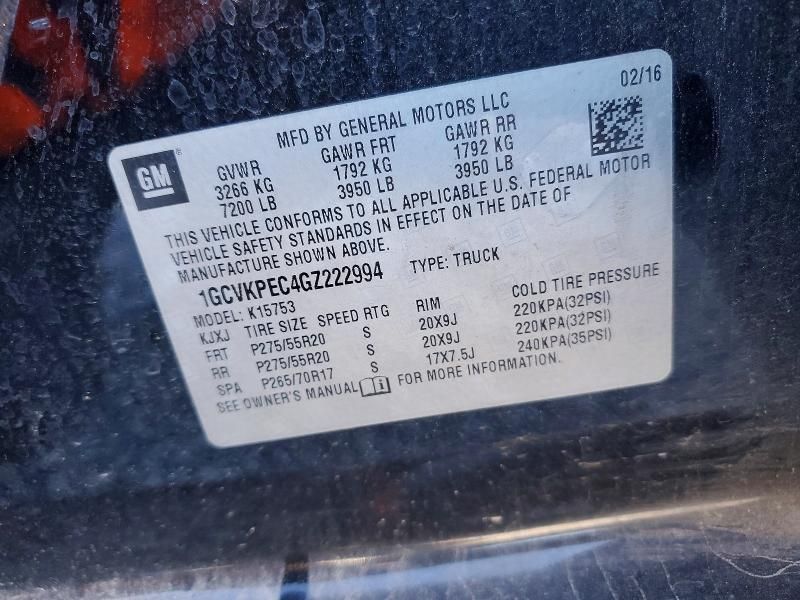 02/16
MFD BY GENERAL MOTORS LLC
GM
GVWR GAWR FRT GAWR RR
3266 KG 1792 KG 1792 KG
7200 LB 3950 LB 3950 LB
THIS VEHICLE CONFORMS TO ALL APPLICABLE U.S. FEDERAL MOTOR
VEHICLE SAFETY STANDARDS IN EFFECT ON THE DATE OF
MANUFACTURE SHOWN ABOVE.
1GCVKPEC4GZ222994 TYPE: TRUCK
MODEL: K15753
KJXJ TIRE SIZE SPEED RTG RIM COLD TIRE PRESSURE
FRT P275/55R20 S 20X9J 220KPA(32PSI)
RR P275/55R20 S 20X9J 220KPA(32PSI)
SPA P265/70R17 S 17X7.5J 240KPA(35PSI)
SEE OWNER'S MANUAL FOR MORE INFORMATION.